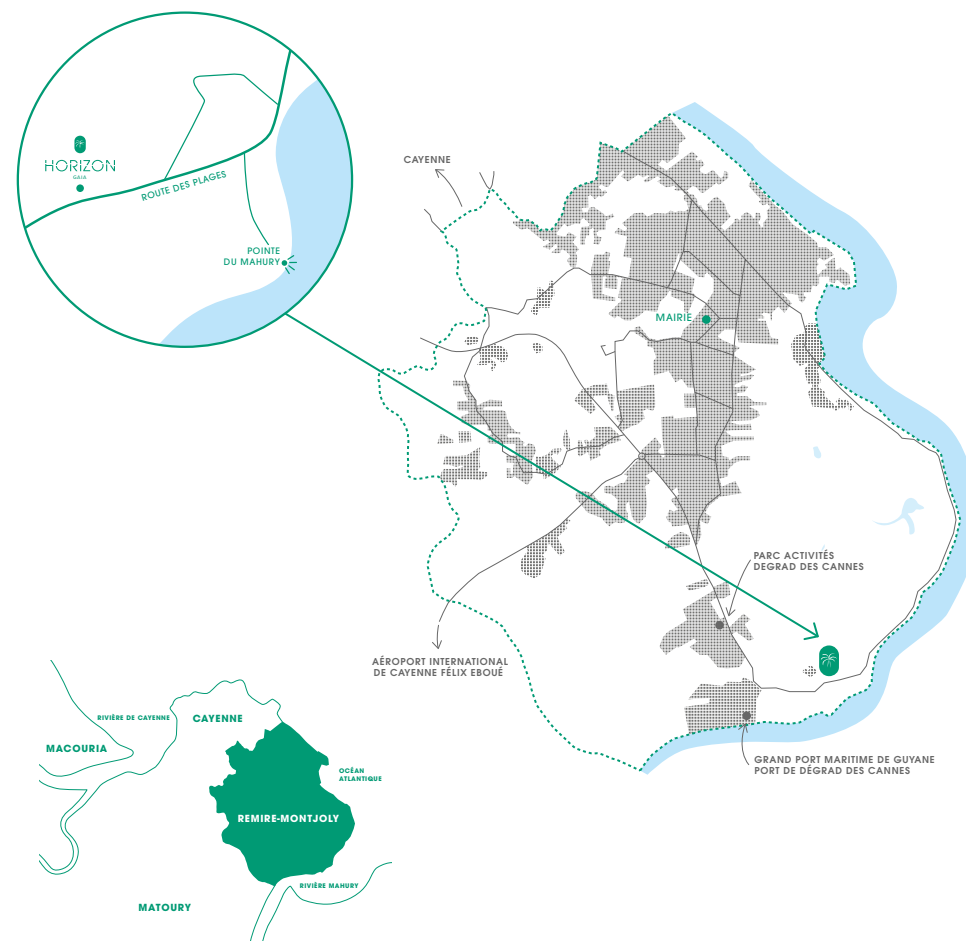 HORIZON
GAIA
ROUTE DES PLAGES
POINTE
DU MAHURY
CAYENNE
MAIRIE
PARC ACTIVITÉS
DEGRAD DES CANNES
AÉROPORT INTERNATIONAL
DE CAYENNE FÉLIX EBOUÉ
GRAND PORT MARITIME DE GUYANE
PORT DE DÉGRAD DES CANNES
RIVIÈRE DE CAYENNE
CAYENNE
MACOURIA
OCÉAN
ATLANTIQUE
REMIRE-MONTJOLY
RIVIÈRE MAHURY
MATOURY